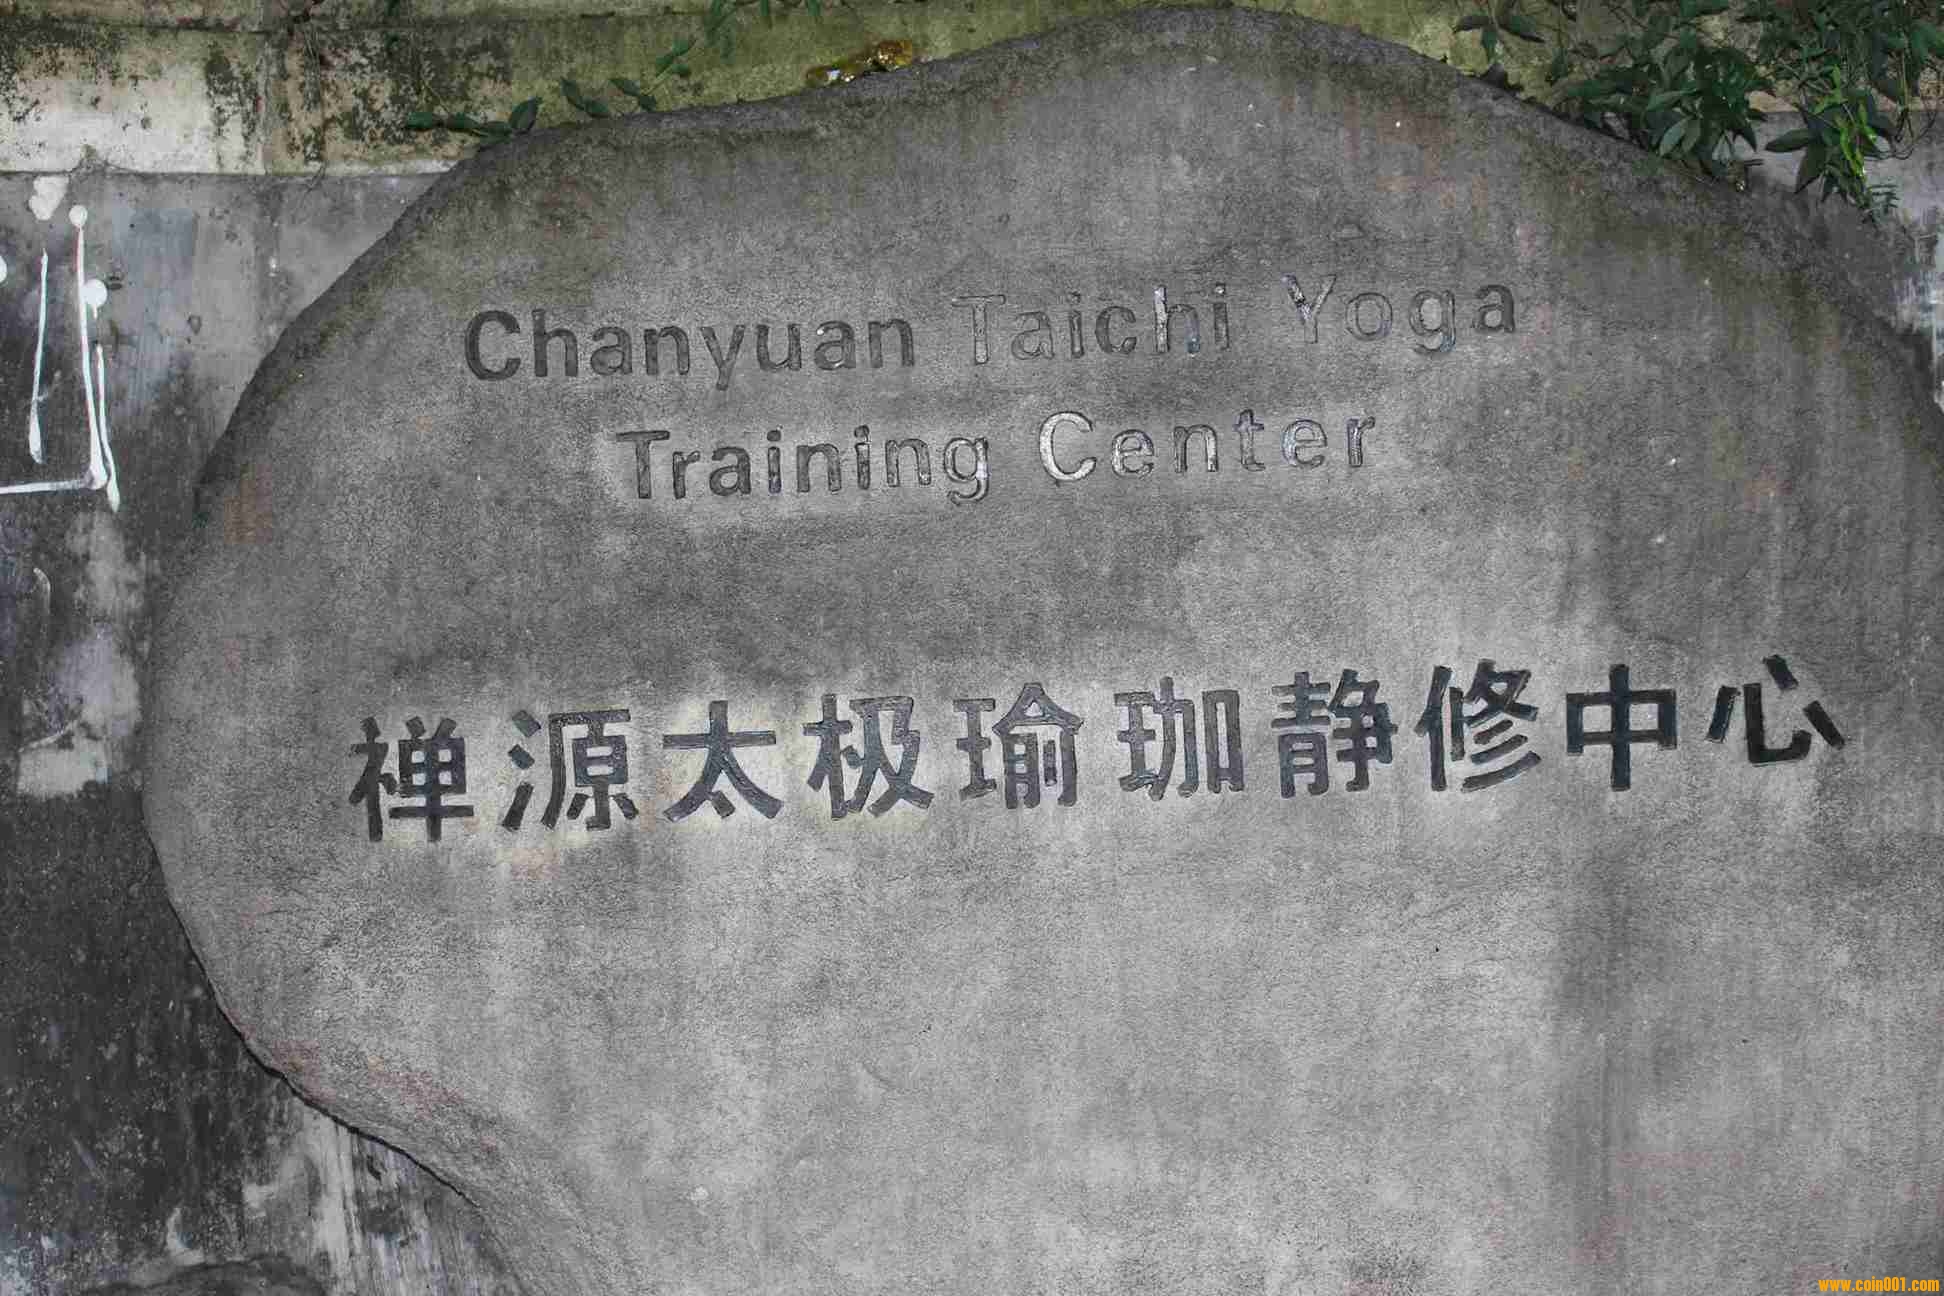 Chanyuan Taichi Yoga
Training Center
禅源太极瑜珈静修中心
www.coin001.com